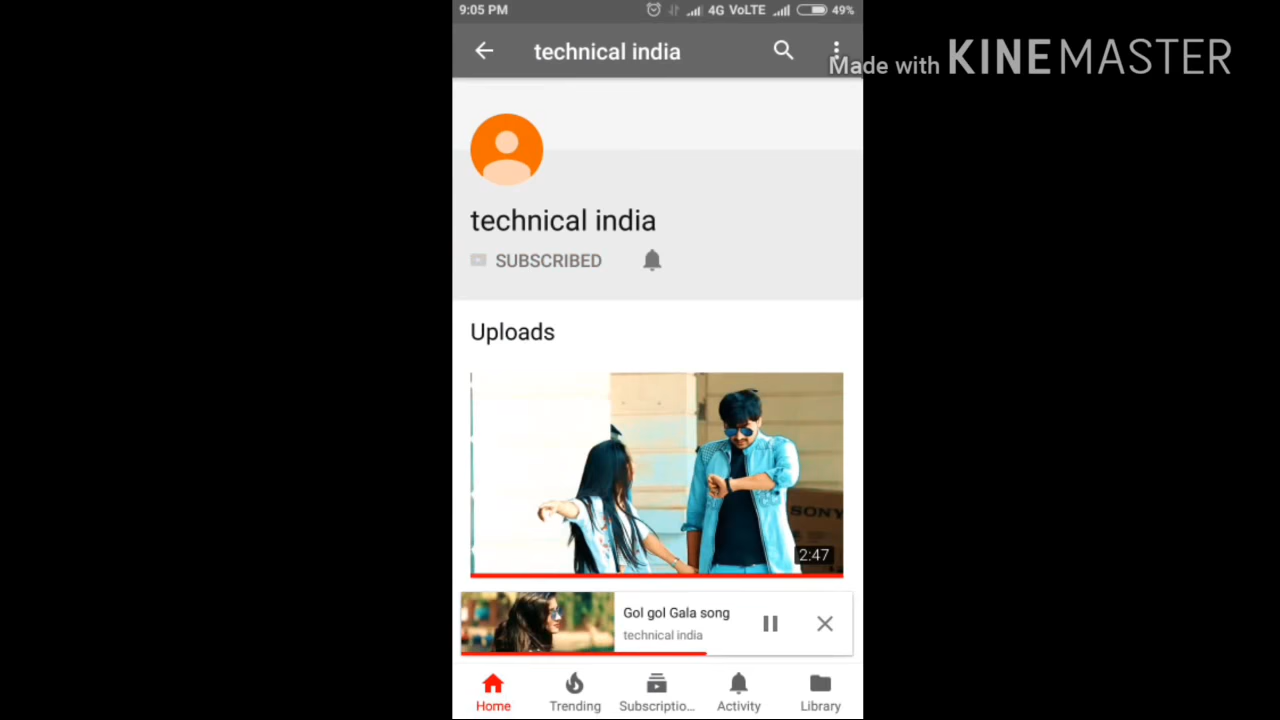 9:05 PM 4G VoLTE 49%
technical india
Made with KINEMASTER
technical india
SUBSCRIBED
Uploads
SONY
2:47
Gol gol Gala song
technical india
Home Trending Subscriptio... Activity Library